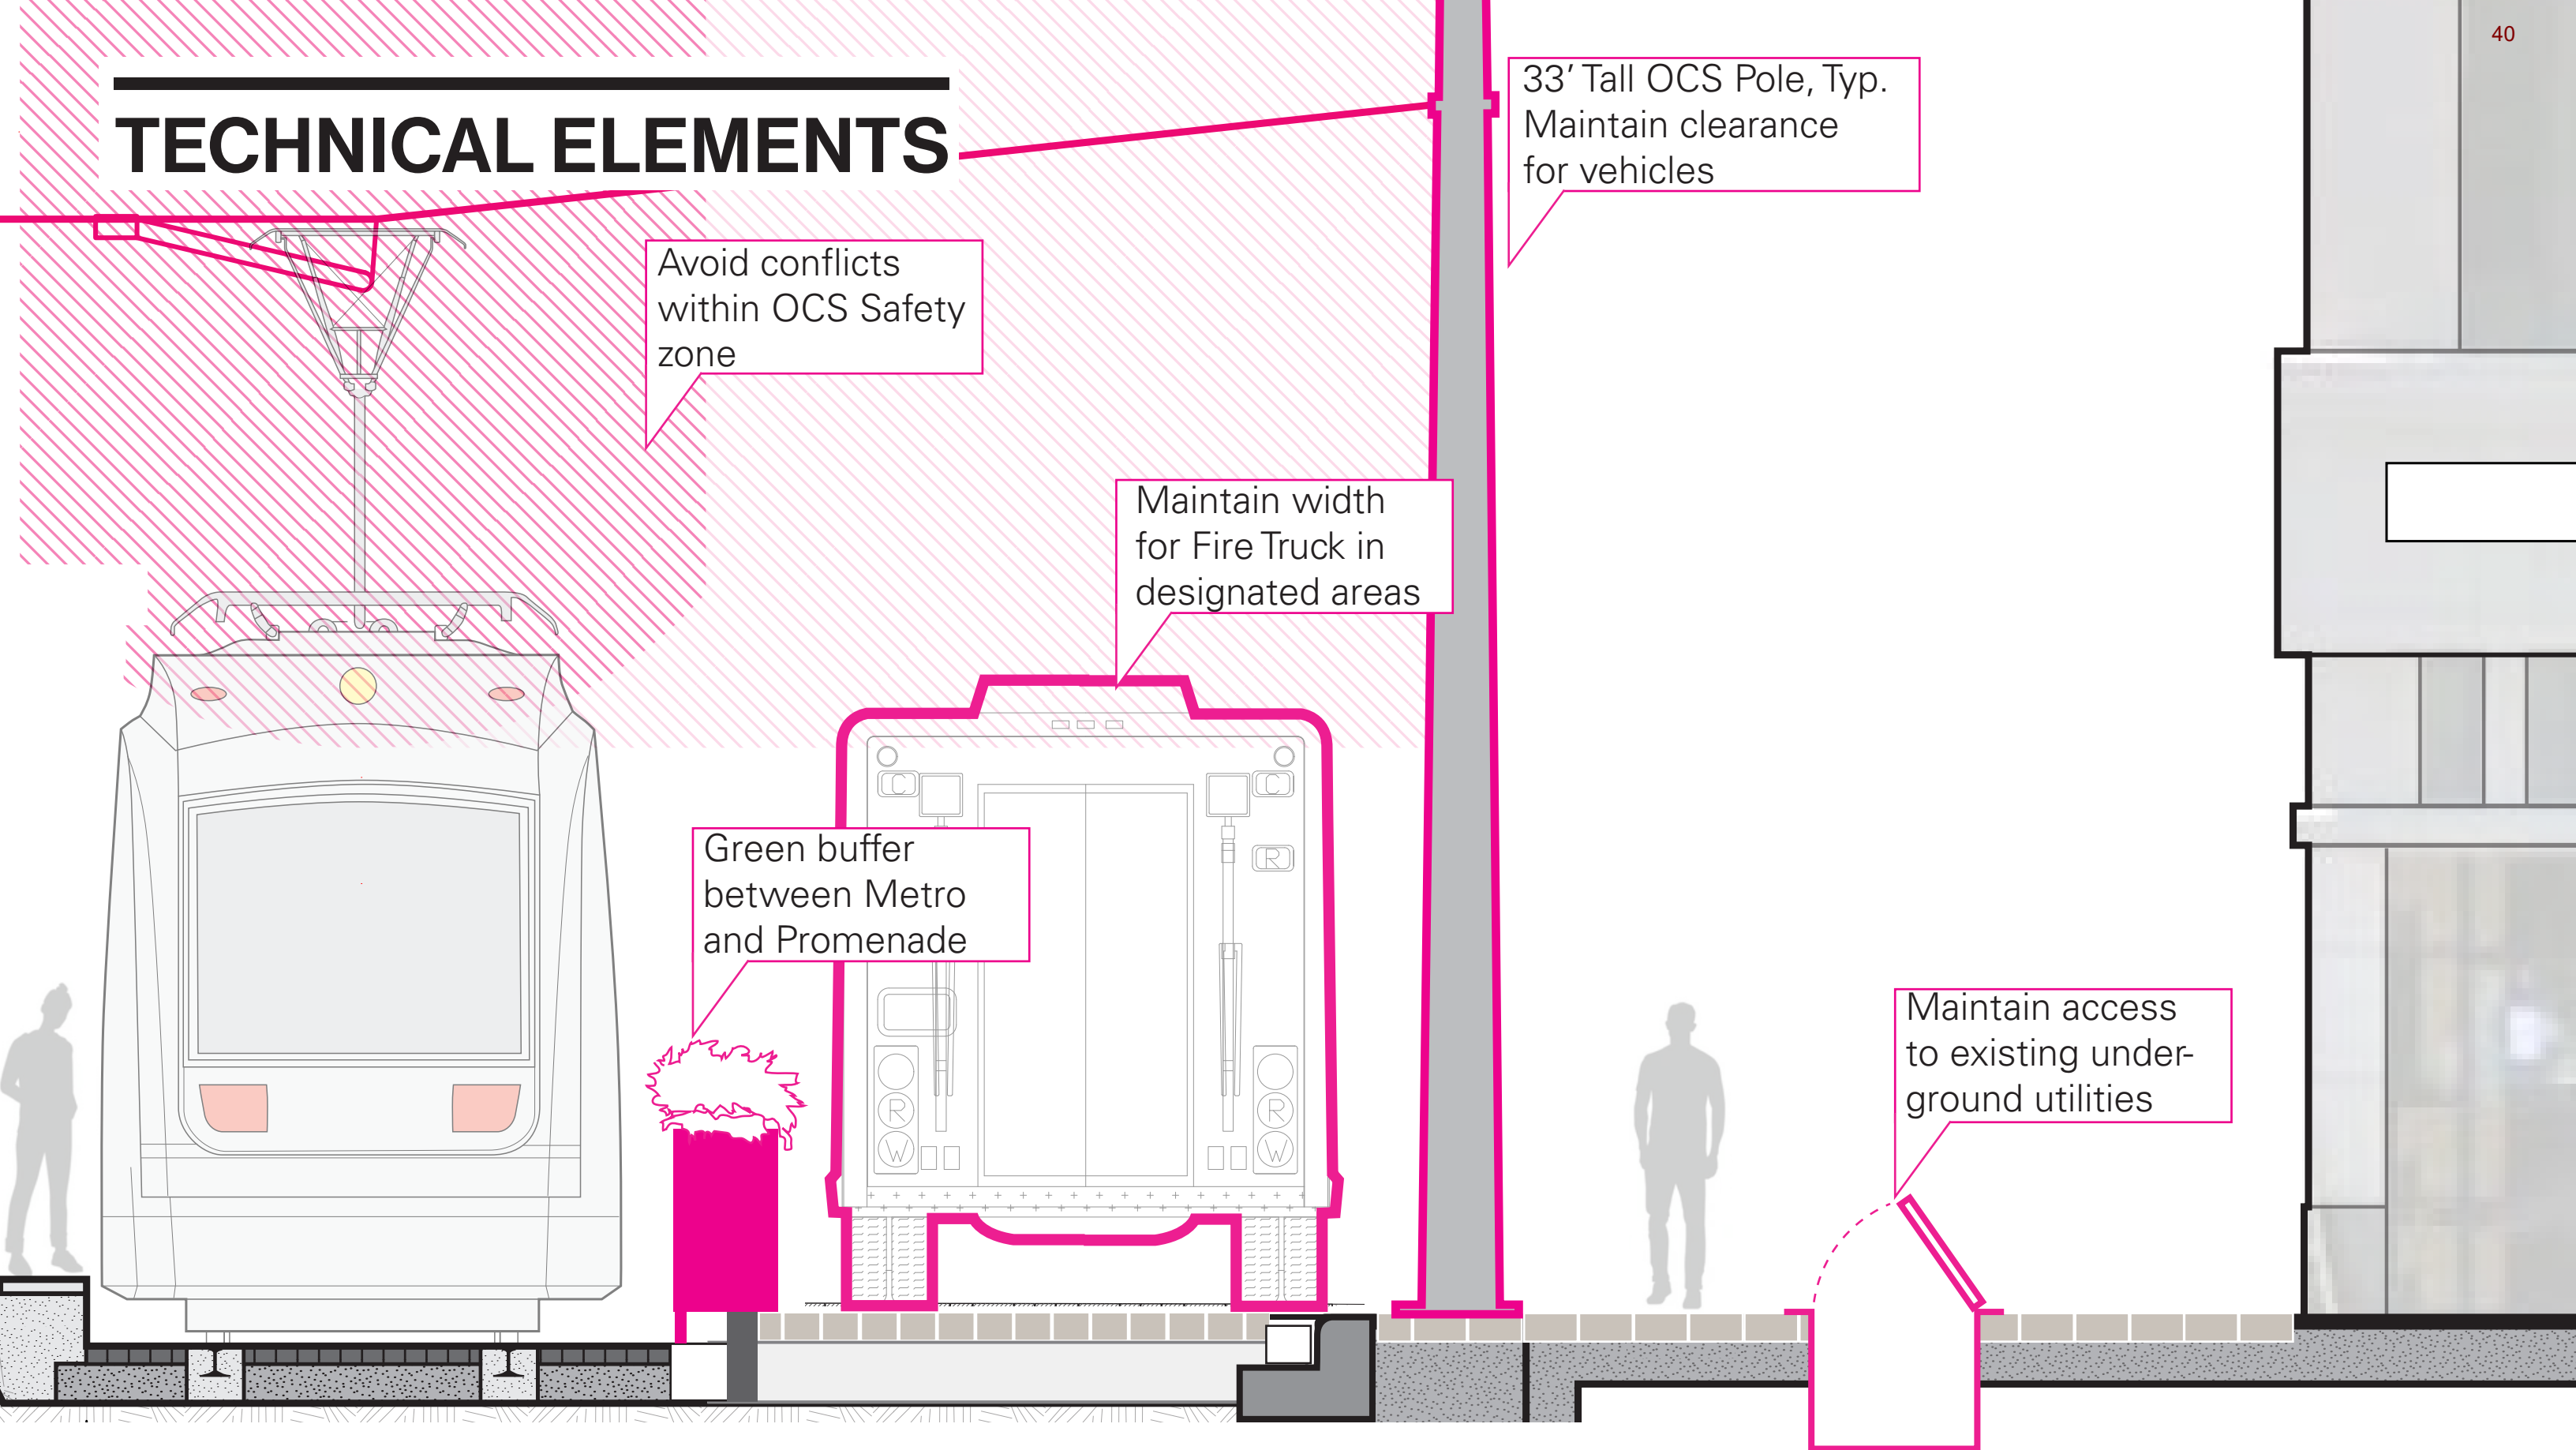 40
TECHNICAL ELEMENTS
33' Tall OCS Pole, Typ.
Maintain clearance
for vehicles
Avoid conflicts
within OCS Safety
zone
Maintain width
for Fire Truck in
designated areas
Green buffer
between Metro
and Promenade
Maintain access
to existing under-
ground utilities
C
C
R
R
R
W
W